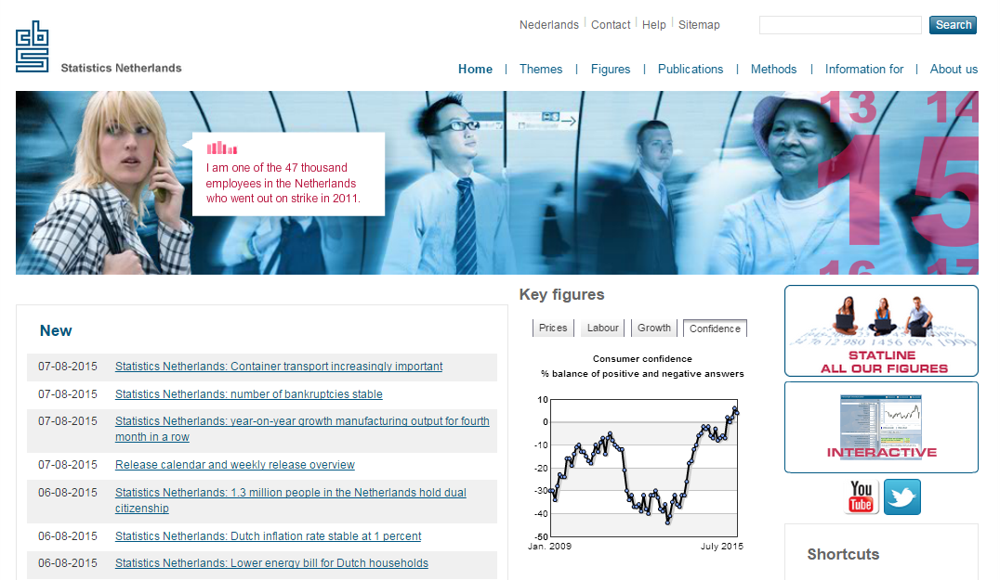 Nederlands
Contact
Help
Sitemap
Search
cbs
Statistics Netherlands
Home | Themes | Figures | Publications | Methods | Information for | About us
I am one of the 47 thousand
employees in the Netherlands
who went out on strike in 2011.
13 14
15
16 17
New
07-08-2015 Statistics Netherlands: Container transport increasingly important
07-08-2015 Statistics Netherlands: number of bankruptcies stable
07-08-2015 Statistics Netherlands: year-on-year growth manufacturing output for fourth
month in a row
07-08-2015 Release calendar and weekly release overview
06-08-2015 Statistics Netherlands: 1.3 million people in the Netherlands hold dual
citizenship
06-08-2015 Statistics Netherlands: Dutch inflation rate stable at 1 percent
06-08-2015 Statistics Netherlands: Lower energy bill for Dutch households
Key figures
Prices Labour Growth Confidence
Consumer confidence
% balance of positive and negative answers
10
0
-10
-20
-30
-40
-50
Jan. 2009 July 2015
STATLINE
ALL OUR FIGURES
INTERACTIVE
You
Tube
Shortcuts